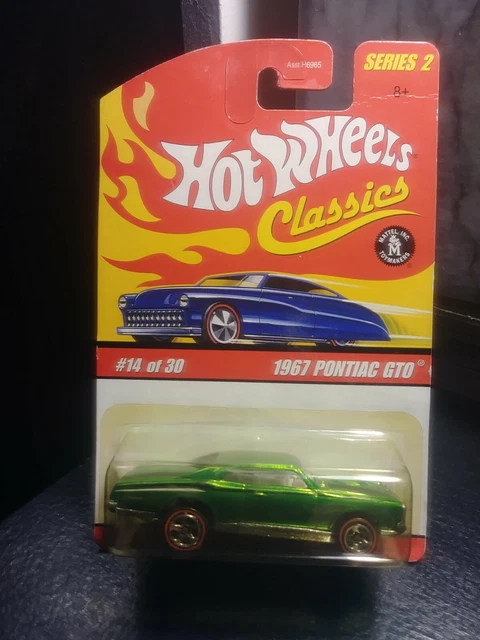 Asst.H6965
SERIES 2
8+
HOT WHEELS
Classics
MATTEL, INC.
M
TOYMAKERS
#14 of 30
1967 PONTIAC GTO®